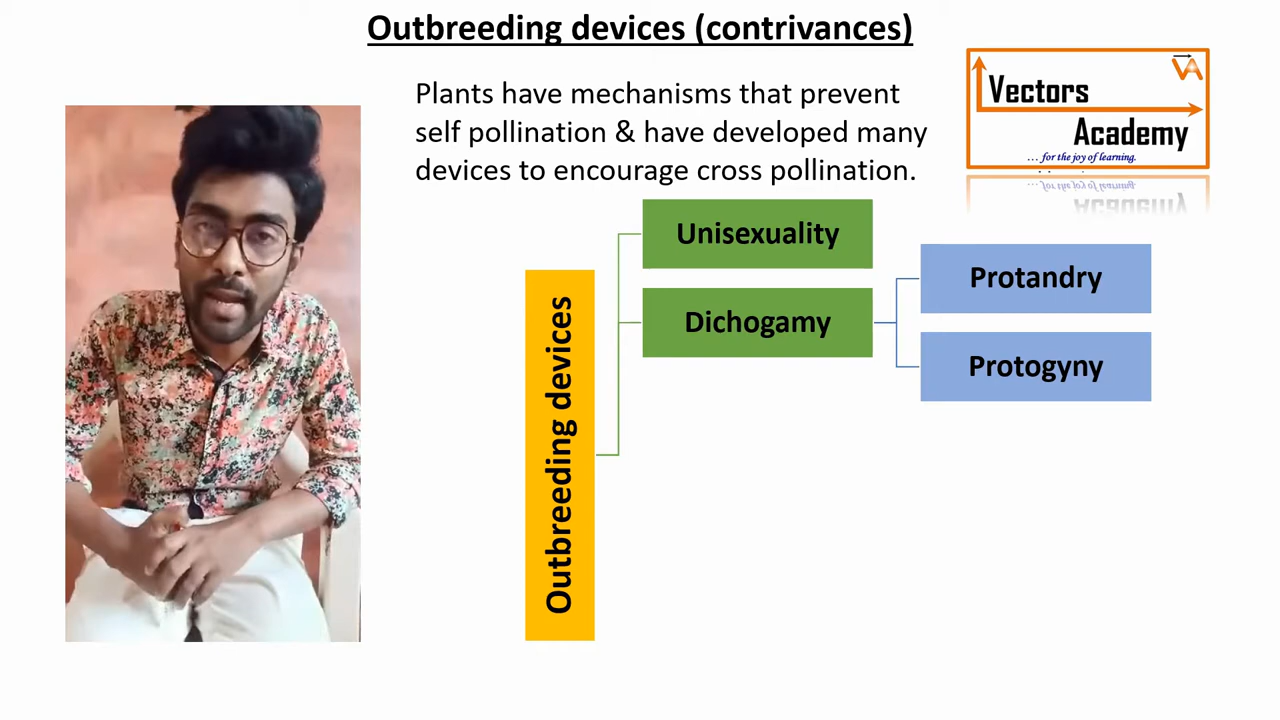 Outbreeding devices (contrivances)
Plants have mechanisms that prevent
self pollination & have developed many
devices to encourage cross pollination.
VA
Vectors
Academy
... for the joy of learning.
Unisexuality
Dichogamy
Protandry
Protogyny
Outbreeding devices